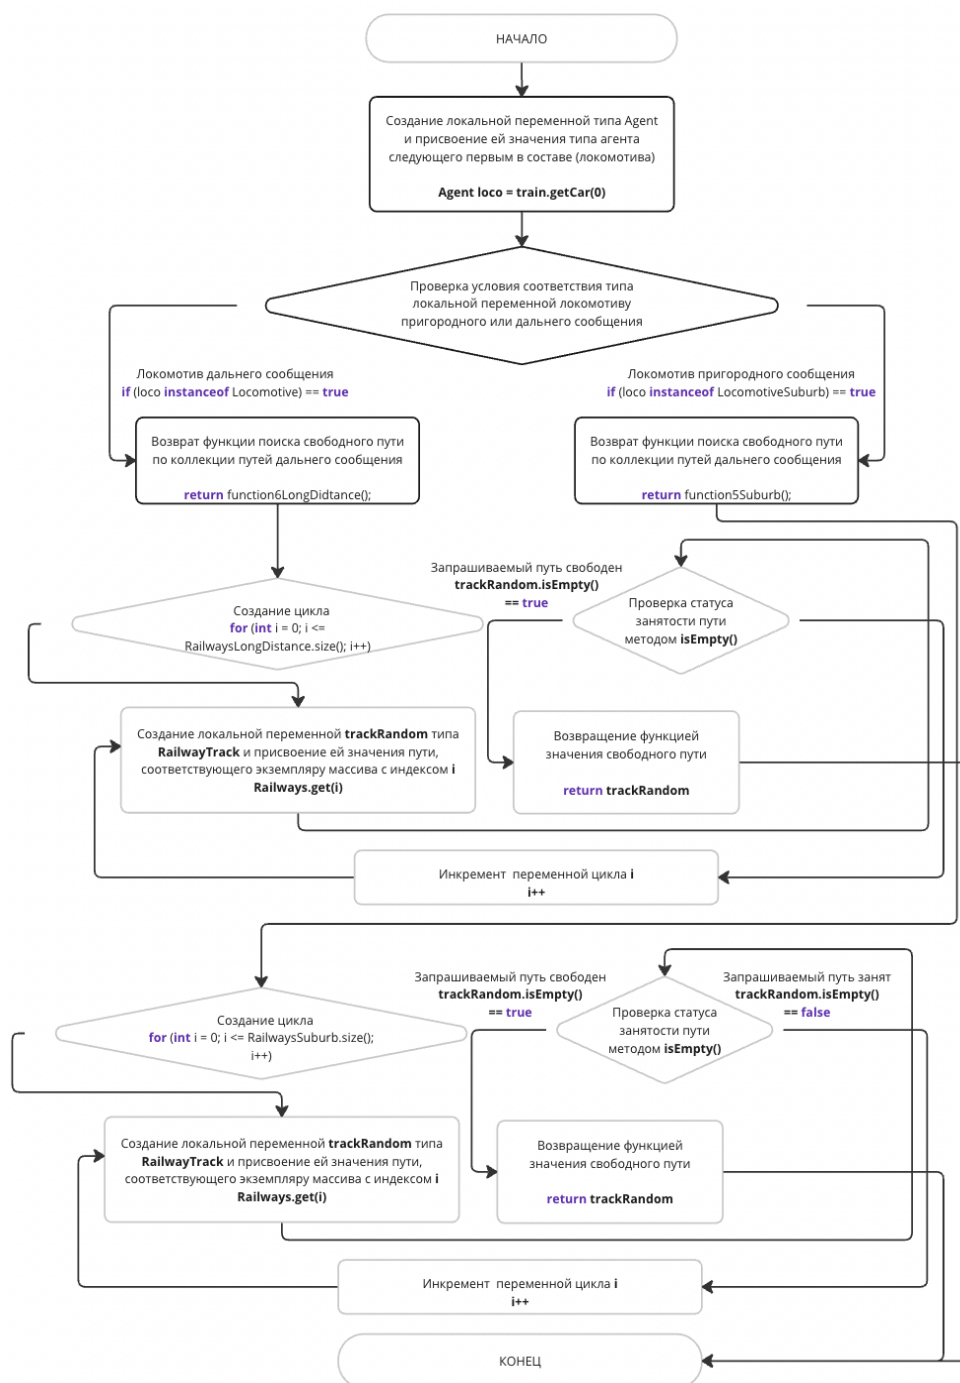 НАЧАЛО
Создание локальной переменной типа Agent
и присвоение ей значения типа агента
следующего первым в составе (локомотива)
Agent loco = train.getCar(0)
Проверка условия соответствия типа
локальной переменной локомотиву
пригородного или дальнего сообщения
Локомотив дальнего сообщения
if (loco instanceof Locomotive) == true
Локомотив пригородного сообщения
if (loco instanceof LocomotiveSuburb) == true
Возврат функции поиска свободного пути
по коллекции путей дальнего сообщения
return function6LongDidtance();
Возврат функции поиска свободного пути
по коллекции путей дальнего сообщения
return function5Suburb();
Запрашиваемый путь свободен
trackRandom.isEmpty()
== true
Создание цикла
for (int i = 0; i <=
RailwaysLongDistance.size(); i++)
Проверка статуса
занятости пути
методом isEmpty()
Создание локальной переменной trackRandom типа
RailwayTrack и присвоение ей значения пути,
соответствующего экземпляру массива с индексом i
Railways.get(i)
Возвращение функцией
значения свободного пути
return trackRandom
Инкремент переменной цикла i
i++
Запрашиваемый путь свободен
trackRandom.isEmpty()
== true
Запрашиваемый путь занят
trackRandom.isEmpty()
== false
Создание цикла
for (int i = 0; i <= RailwaysSuburb.size();
i++)
Проверка статуса
занятости пути
методом isEmpty()
Создание локальной переменной trackRandom типа
RailwayTrack и присвоение ей значения пути,
соответствующего экземпляру массива с индексом i
Railways.get(i)
Возвращение функцией
значения свободного пути
return trackRandom
Инкремент переменной цикла i
i++
КОНЕЦ